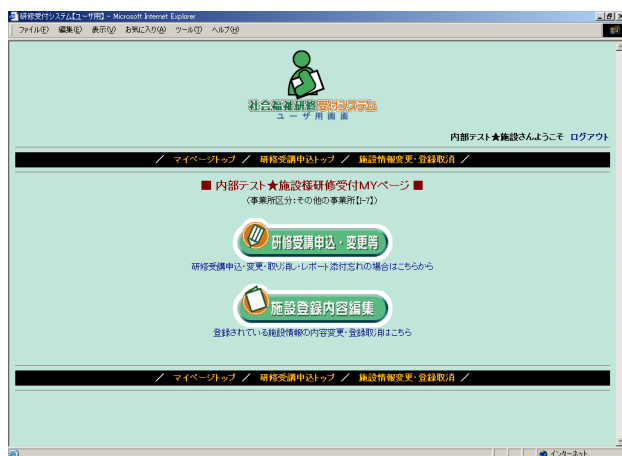 研修受付システム【ユーザ用】 - Microsoft Internet Explorer
ファイル(F) 編集(E) 表示(V) お気に入り(A) ツール(T) ヘルプ(H)
社会福祉研修受付システム
ユーザ用画面
内部テスト★施設さんようこそ ログアウト
／ マイページトップ ／ 研修受講申込トップ ／ 施設情報変更・登録取消 ／
■ 内部テスト★施設様研修受付MYページ ■
(事業所区分:その他の事業所【I-7】)
研修受講申込・変更等
研修受講申込・変更・取り消し・レポート添付忘れの場合はこちらから
施設登録内容編集
登録されている施設情報の内容変更・登録取消はこちら
／ マイページトップ ／ 研修受講申込トップ ／ 施設情報変更・登録取消 ／
インターネット